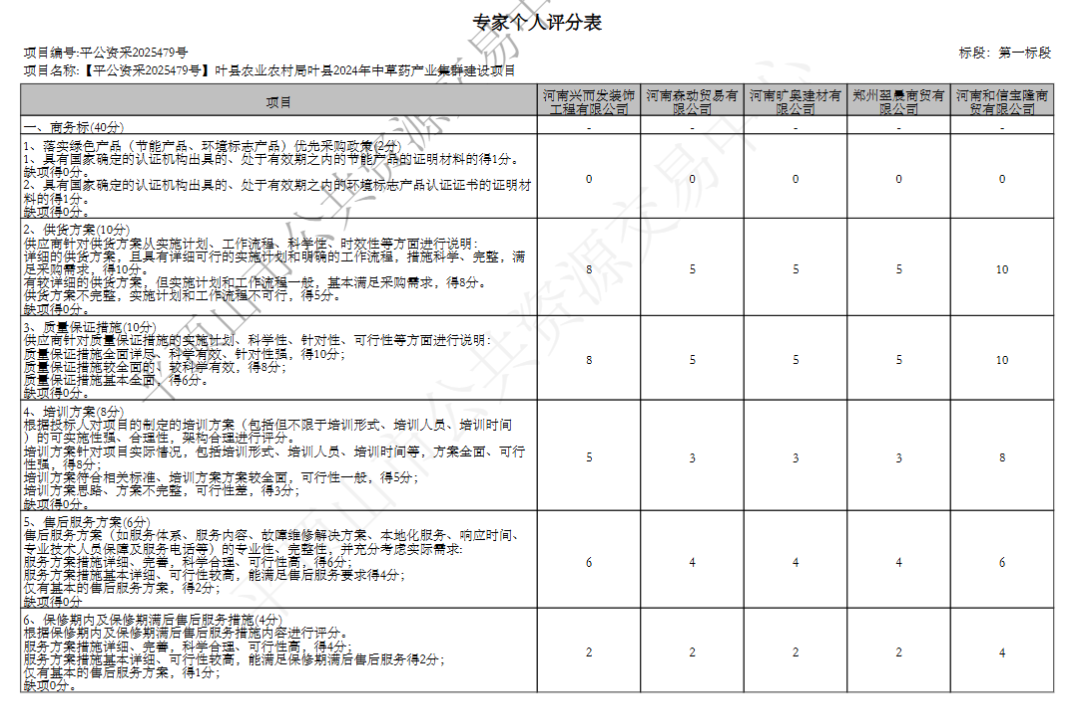 专家个人评分表
项目编号:平公资采2025479号
标段：第一标段
项目名称:【平公资采2025479号】叶县农业农村局叶县2024年中草药产业集群建设项目
项目
河南兴而发装饰工程有限公司
河南森动贸易有限公司
河南旷奥建材有限公司
郑州翌曼商贸有限公司
河南和信宝隆商贸有限公司
一、商务标(40分)
- - - - -
1、落实绿色产品（节能产品、环境标志产品）优先采购政策(2分)
1、具有国家确定的认证机构出具的、处于有效期之内的节能产品的证明材料的得1分。
缺项得0分。
2、具有国家确定的认证机构出具的、处于有效期之内的环境标志产品认证证书的证明材
料的得1分。
缺项得0分。
0 0 0 0 0
2、供货方案(10分)
供应商针对供货方案从实施计划、工作流程、科学性、时效性等方面进行说明:
详细的供货方案，且具有详细可行的实施计划和明确的工作流程，措施科学、完整，满
足采购需求，得10分。
有较详细的供货方案，但实施计划和工作流程一般，基本满足采购需求，得8分。
供货方案不完整，实施计划和工作流程不可行，得5分。
缺项得0分。
8 5 5 5 10
3、质量保证措施(10分)
供应商针对质量保证措施的实施计划、科学性、针对性、可行性等方面进行说明:
质量保证措施全面详尽、科学有效、针对性强，得10分；
质量保证措施较全面的、较科学有效，得8分；
质量保证措施基本全面，得6分。
缺项得0分。
8 5 5 5 10
4、培训方案(8分)
根据投标人对项目的制定的培训方案（包括但不限于培训形式、培训人员、培训时间
）的可实施性强、合理性，架构合理进行评分。
培训方案针对项目实际情况，包括培训形式、培训人员、培训时间等，方案全面、可行
性强，得8分；
培训方案符合相关标准、培训方案方案较全面，可行性一般，得5分；
培训方案思路、方案不完整，可行性差，得3分；
缺项得0分。
5 3 3 3 8
5、售后服务方案(6分)
售后服务方案（如服务体系、服务内容、故障维修解决方案、本地化服务、响应时间、
专业技术人员保障及服务电话等）的专业性、完整性，并充分考虑实际需求:
服务方案措施详细、完善，科学合理、可行性高，得6分；
服务方案措施基本详细、可行性较高，能满足售后服务要求得4分；
仅有基本的售后服务方案，得2分；
缺项得0分
6 4 4 4 6
6、保修期内及保修期满后售后服务措施(4分)
根据保修期内及保修期满后售后服务措施内容进行评分。
服务方案措施详细、完善，科学合理、可行性高，得4分；
服务方案措施基本详细、可行性较高，能满足保修期满后售后服务得2分；
仅有基本的售后服务方案，得1分；
缺项0分。
2 2 2 2 4
平顶山市公共资源交易中心
平顶山市公共资源交易中心